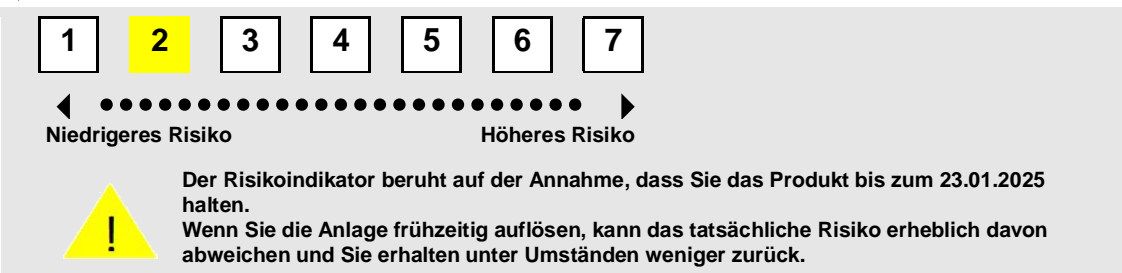 1 2 3 4 5 6 7
Niedrigeres Risiko Höheres Risiko
Der Risikoindikator beruht auf der Annahme, dass Sie das Produkt bis zum 23.01.2025
halten.
Wenn Sie die Anlage frühzeitig auflösen, kann das tatsächliche Risiko erheblich davon
abweichen und Sie erhalten unter Umständen weniger zurück.
!